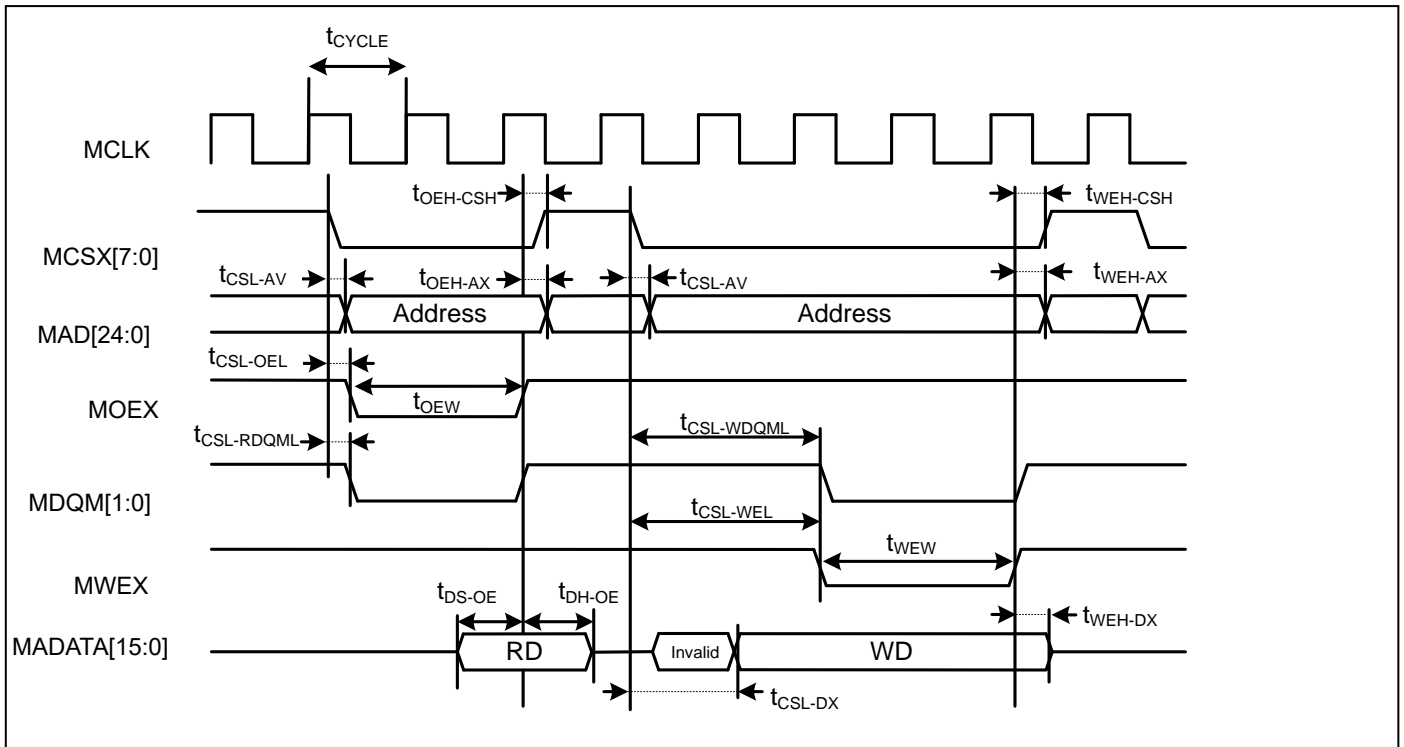 tCYCLE
MCLK
tOEH-CSH
tWEH-CSH
MCSX[7:0]
tCSL-AV
tOEH-AX
tCSL-AV
tWEH-AX
Address
Address
MAD[24:0]
tCSL-OEL
tOEW
MOEX
tCSL-RDQML
tCSL-WDQML
MDQM[1:0]
tCSL-WEL
tWEW
MWEX
tDS-OE
tDH-OE
tWEH-DX
MADATA[15:0]
RD
Invalid
WD
tCSL-DX